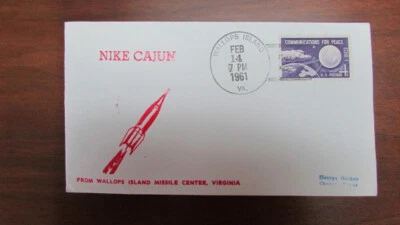 NIKE CAJUN
WALLOPS ISLAND
FEB
14
7 PM
1961
VA.
COMMUNICATIONS FOR PEACE
4¢
U.S. POSTAGE
FROM WALLOPS ISLAND MISSILE CENTER, VIRGINIA